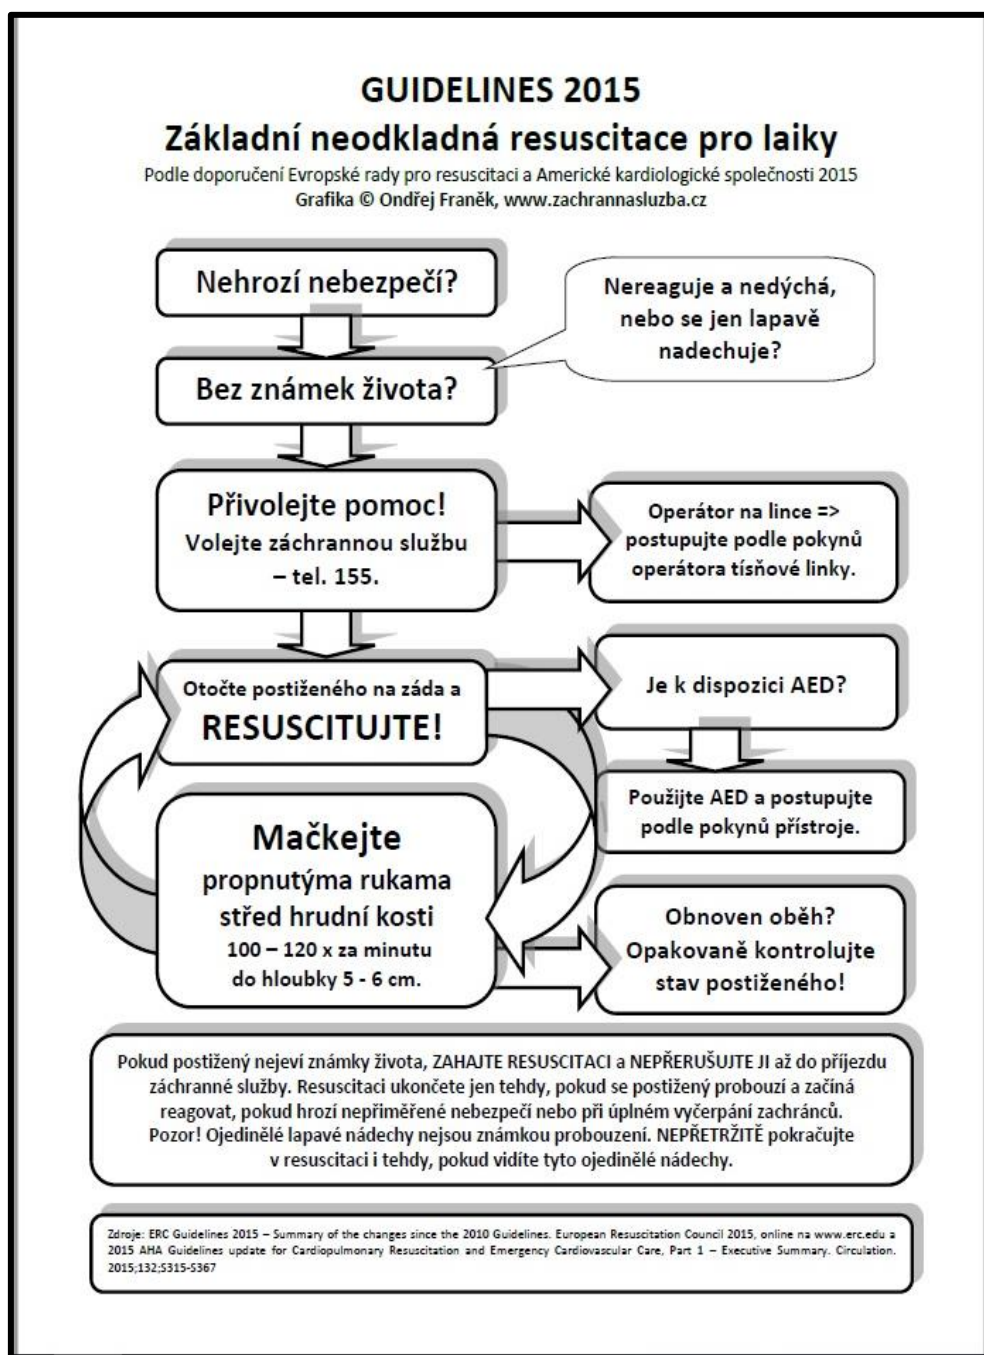 GUIDELINES 2015
Základní neodkladná resuscitace pro laiky
Podle doporučení Evropské rady pro resuscitaci a Americké kardiologické společnosti 2015
Grafika © Ondřej Franěk, www.zachrannasluzba.cz
Nehrozí nebezpečí?
Nereaguje a nedýchá,
nebo se jen lapavě
nadechuje?
Bez známek života?
Přivolejte pomoc!
Volejte záchrannou službu
– tel. 155.
Operátor na lince =>
postupujte podle pokynů
operátora tísňové linky.
Otočte postiženého na záda a
RESUSCITUJTE!
Je k dispozici AED?
Použijte AED a postupujte
podle pokynů přístroje.
Mačkejte
propnutýma rukama
střed hrudní kosti
100 – 120 x za minutu
do hloubky 5 - 6 cm.
Obnoven oběh?
Opakovaně kontrolujte
stav postiženého!
Pokud postižený nejeví známky života, ZAHAJTE RESUSCITACI a NEPŘERUŠUJTE JI až do příjezdu
záchranné služby. Resuscitaci ukončete jen tehdy, pokud se postižený probouzí a začíná
reagovat, pokud hrozí nepřiměřené nebezpečí nebo při úplném vyčerpání zachránců.
Pozor! Ojedinělé lapavé nádechy nejsou známkou probouzení. NEPŘETRŽITĚ pokračujte
v resuscitaci i tehdy, pokud vidíte tyto ojedinělé nádechy.
Zdroje: ERC Guidelines 2015 – Summary of the changes since the 2010 Guidelines. European Resuscitation Council 2015, online na www.erc.edu a
2015 AHA Guidelines update for Cardiopulmonary Resuscitation and Emergency Cardiovascular Care, Part 1 – Executive Summary. Circulation.
2015;132;S315-S367